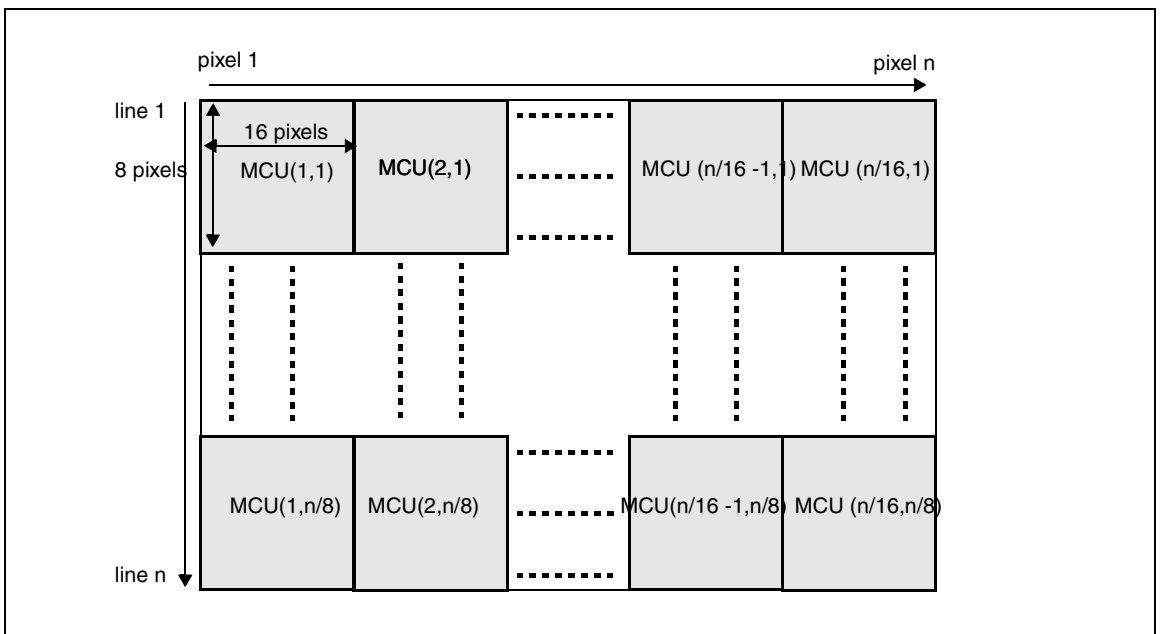 pixel 1
pixel n
line 1
16 pixels
8 pixels
MCU(1,1)
MCU(2,1)
MCU (n/16 -1,1)
MCU (n/16,1)
MCU(1,n/8)
MCU(2,n/8)
MCU(n/16 -1,n/8)
MCU (n/16,n/8)
line n